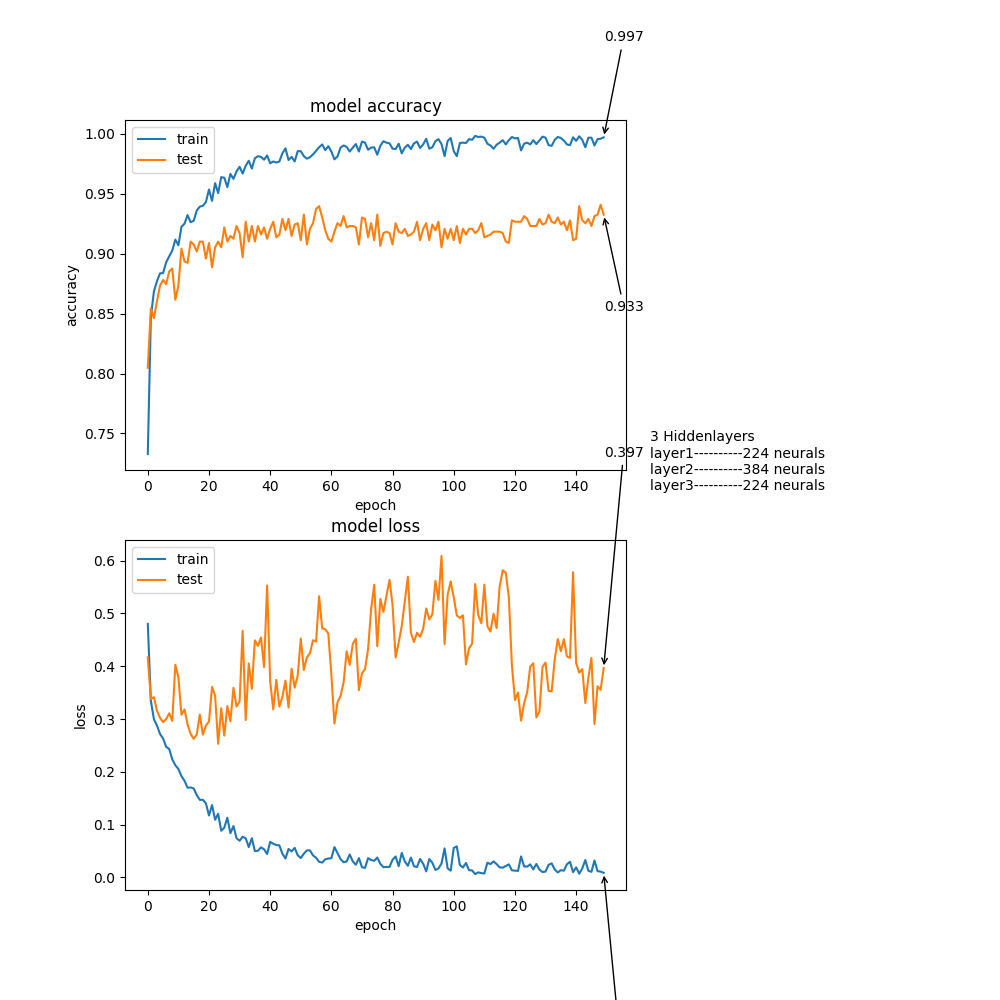 0.997
model accuracy
train
test
1.00
0.95
0.90
0.85
0.80
0.75
accuracy
0 20 40 60 80 100 120 140
epoch
0.933
0.397
3 Hiddenlayers
layer1----------224 neurals
layer2----------384 neurals
layer3----------224 neurals
model loss
train
test
0.6
0.5
0.4
0.3
0.2
0.1
0.0
loss
0 20 40 60 80 100 120 140
epoch